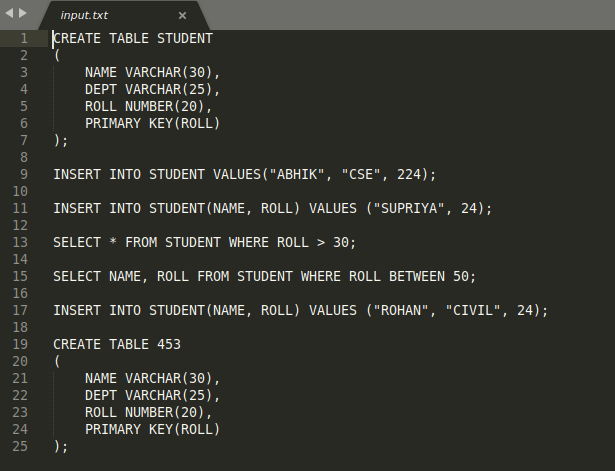 input.txt
1 CREATE TABLE STUDENT
2 (
3     NAME VARCHAR(30),
4     DEPT VARCHAR(25),
5     ROLL NUMBER(20),
6     PRIMARY KEY(ROLL)
7 );
8
9 INSERT INTO STUDENT VALUES("ABHIK", "CSE", 224);
10
11 INSERT INTO STUDENT(NAME, ROLL) VALUES ("SUPRIYA", 24);
12
13 SELECT * FROM STUDENT WHERE ROLL > 30;
14
15 SELECT NAME, ROLL FROM STUDENT WHERE ROLL BETWEEN 50;
16
17 INSERT INTO STUDENT(NAME, ROLL) VALUES ("ROHAN", "CIVIL", 24);
18
19 CREATE TABLE 453
20 (
21     NAME VARCHAR(30),
22     DEPT VARCHAR(25),
23     ROLL NUMBER(20),
24     PRIMARY KEY(ROLL)
25 );